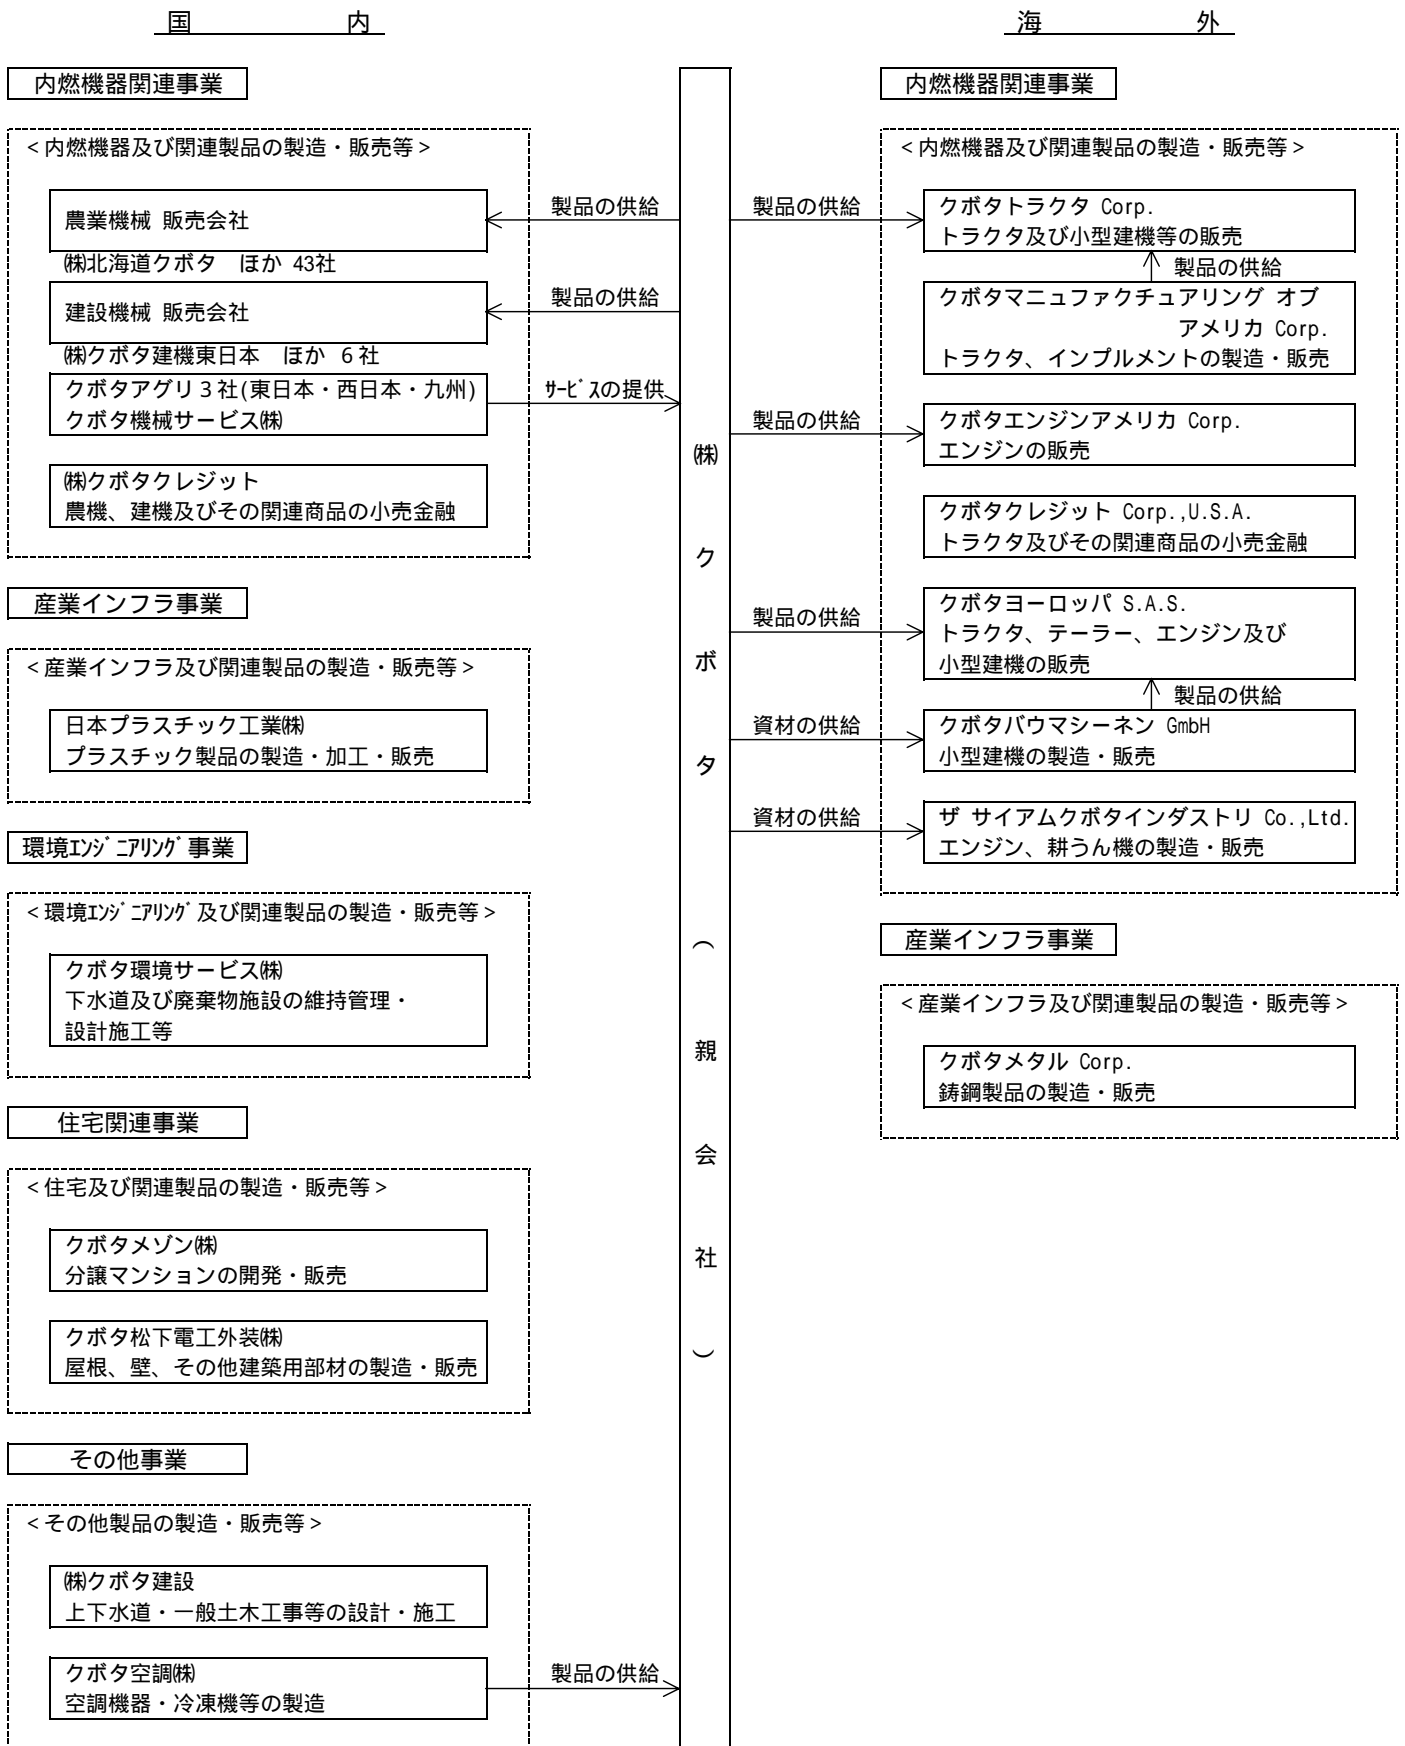 国内
内燃機器関連事業
<内燃機器及び関連製品の製造・販売等>
農業機械 販売会社
㈱北海道クボタ ほか 43社
製品の供給
建設機械 販売会社
㈱クボタ建機東日本 ほか 6社
製品の供給
クボタアグリ3社(東日本・西日本・九州)
クボタ機械サービス㈱
ｻｰﾋﾞｽの提供
㈱クボタクレジット
農機、建機及びその関連商品の小売金融
産業インフラ事業
<産業インフラ及び関連製品の製造・販売等>
日本プラスチック工業㈱
プラスチック製品の製造・加工・販売
環境ｴﾝｼﾞﾆｱﾘﾝｸﾞ事業
<環境ｴﾝｼﾞﾆｱﾘﾝｸﾞ及び関連製品の製造・販売等>
クボタ環境サービス㈱
下水道及び廃棄物施設の維持管理・
設計施工等
住宅関連事業
<住宅及び関連製品の製造・販売等>
クボタメゾン㈱
分譲マンションの開発・販売
クボタ松下電工外装㈱
屋根、壁、その他建築用部材の製造・販売
その他事業
<その他製品の製造・販売等>
㈱クボタ建設
上下水道・一般土木工事等の設計・施工
クボタ空調㈱
空調機器・冷凍機等の製造
製品の供給
㈱クボタ(親会社)
海外
内燃機器関連事業
<内燃機器及び関連製品の製造・販売等>
製品の供給
クボタトラクタ Corp.
トラクタ及び小型建機等の販売
製品の供給
クボタマニュファクチュアリング オブ
アメリカ Corp.
トラクタ、インプルメントの製造・販売
製品の供給
クボタエンジンアメリカ Corp.
エンジンの販売
クボタクレジット Corp.,U.S.A.
トラクタ及びその関連商品の小売金融
製品の供給
クボタヨーロッパ S.A.S.
トラクタ、テーラー、エンジン及び
小型建機の販売
製品の供給
資材の供給
クボタバウマシーネン GmbH
小型建機の製造・販売
資材の供給
ザ サイアムクボタインダストリ Co.,Ltd.
エンジン、耕うん機の製造・販売
産業インフラ事業
<産業インフラ及び関連製品の製造・販売等>
クボタメタル Corp.
鋳鋼製品の製造・販売